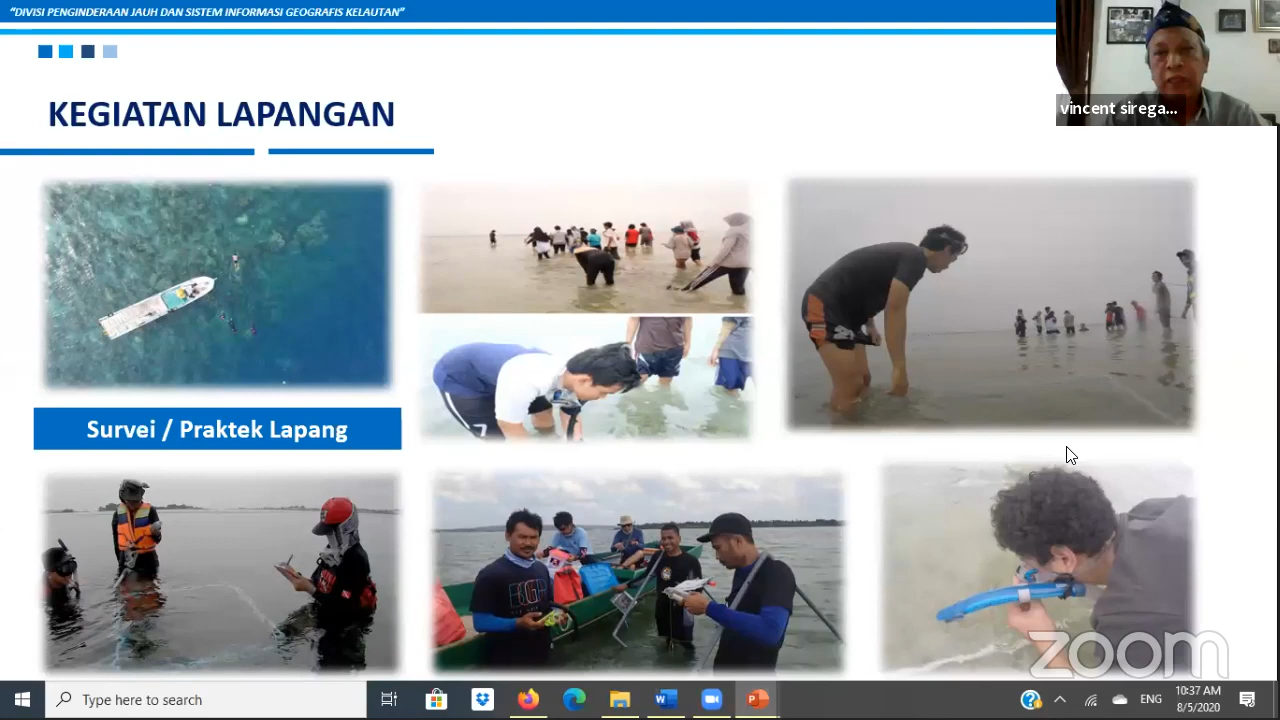 “DIVISI PENGINDERAAN JAUH DAN SISTEM INFORMASI GEOGRAFIS KELAUTAN”
vincent sirega...
KEGIATAN LAPANGAN
Survei / Praktek Lapang
zoom
Type here to search
ENG
10:37 AM
8/5/2020